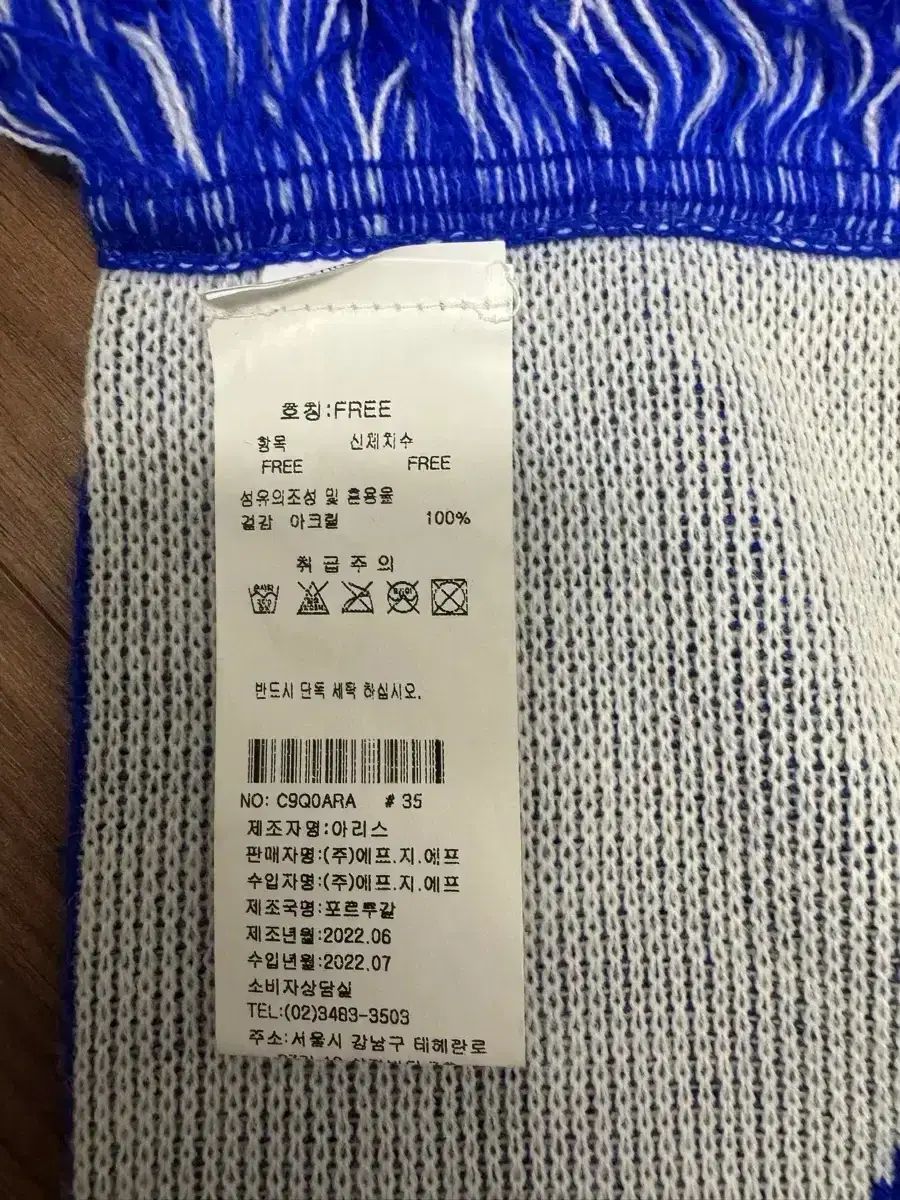 호칭:FREE
항목 신체치수
FREE FREE
섬유의조성 및 혼용율
겉감 아크릴 100%
취급주의
반드시 단독 세탁 하십시오.
NO: C9Q0ARA #35
제조자명:아리스
판매자명:(주)에프.지.에프
수입자명:(주)에프.지.에프
제조국명:포르투갈
제조년월:2022.06
수입년월:2022.07
소비자상담실
TEL:(02)3483-3503
주소:서울시 강남구 테헤란로